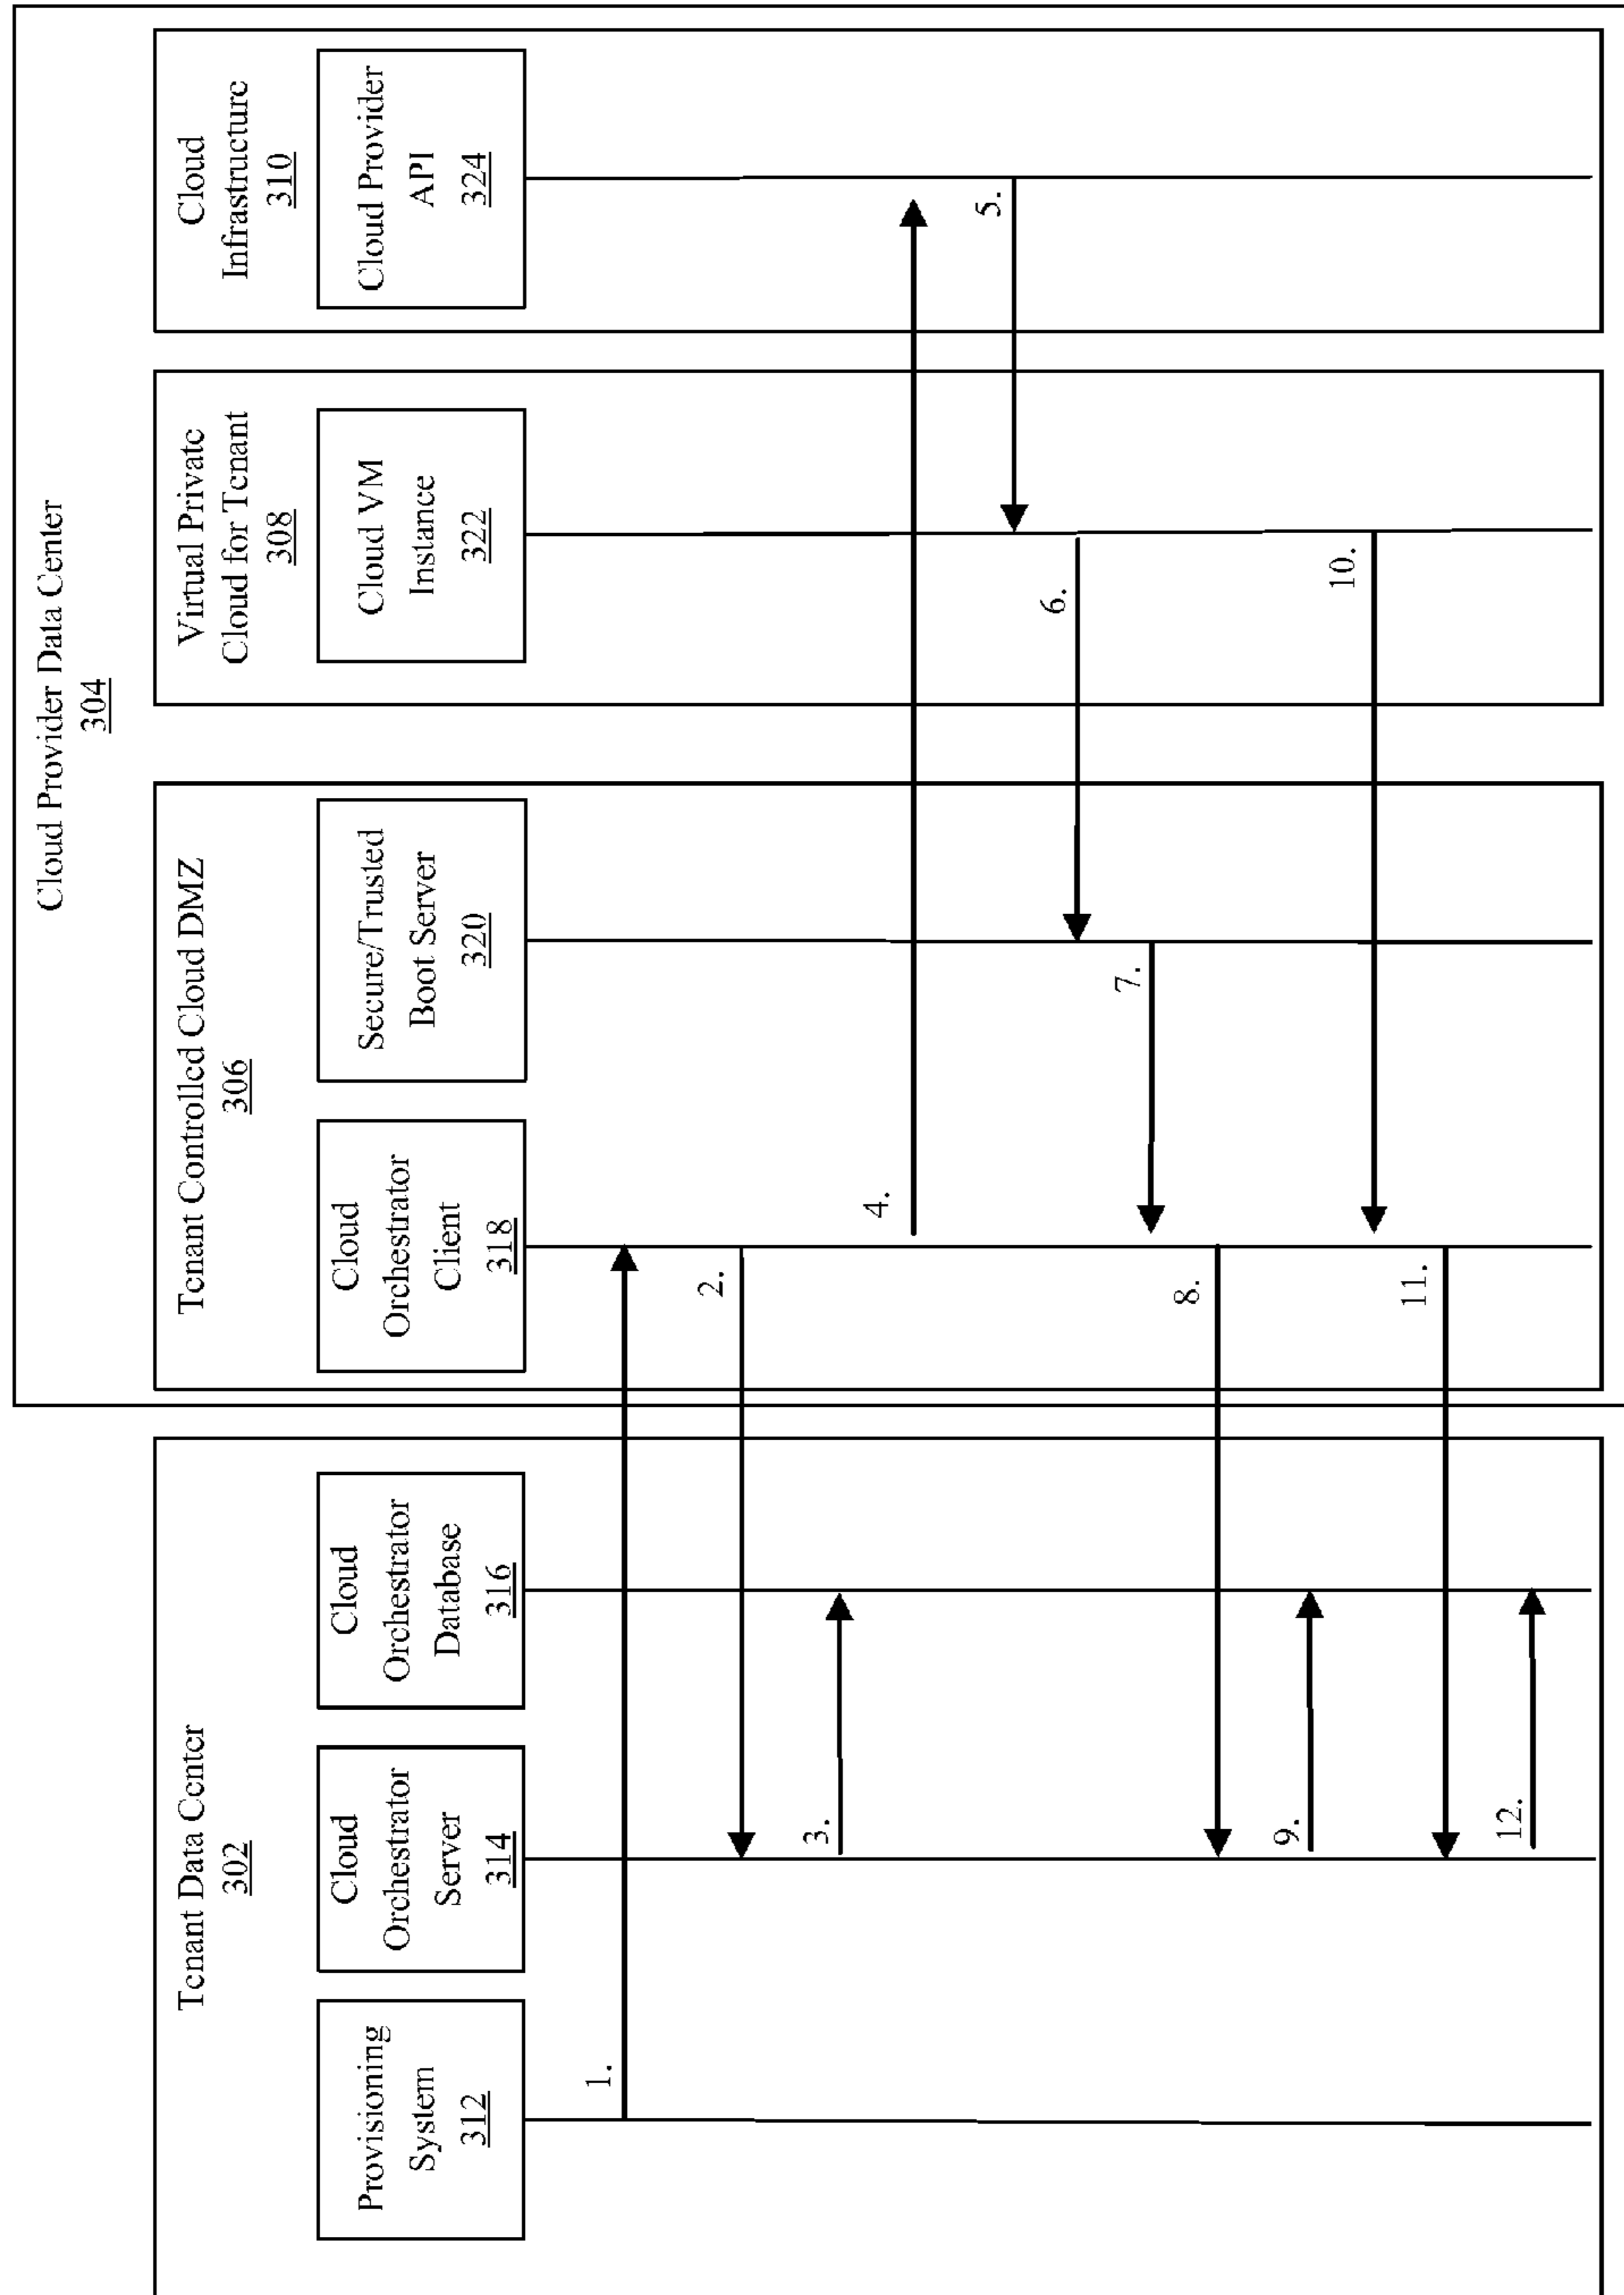 Cloud Provider Data Center
304
Tenant Data Center
302
Provisioning
System
312
Cloud
Orchestrator
Server
314
Cloud
Orchestrator
Database
316
Tenant Controlled Cloud DMZ
306
Cloud
Orchestrator
Client
318
Secure/Trusted
Boot Server
320
Virtual Private
Cloud for Tenant
308
Cloud VM
Instance
322
Cloud
Infrastructure
310
Cloud Provider
API
324
1.
2.
3.
4.
5.
6.
7.
8.
9.
10.
11.
12.